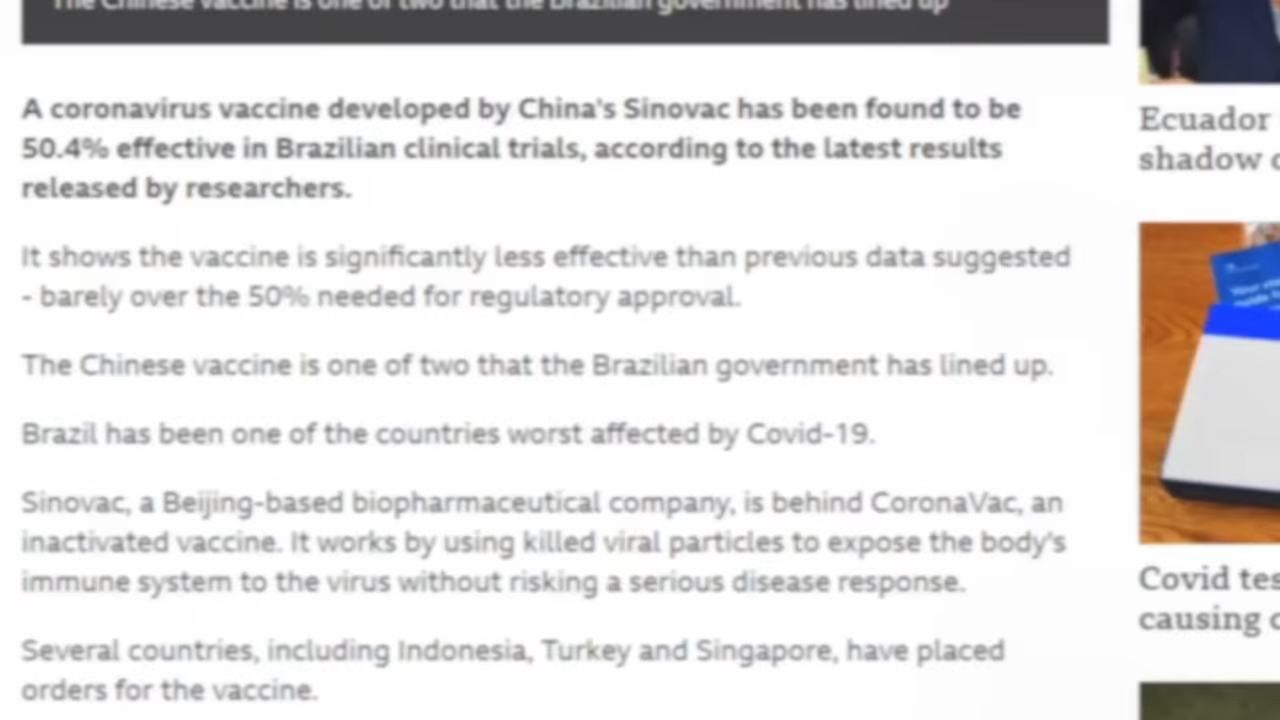 The Chinese vaccine is one of two that the Brazilian government has lined up
A coronavirus vaccine developed by China's Sinovac has been found to be
50.4% effective in Brazilian clinical trials, according to the latest results
released by researchers.
It shows the vaccine is significantly less effective than previous data suggested
- barely over the 50% needed for regulatory approval.
The Chinese vaccine is one of two that the Brazilian government has lined up.
Brazil has been one of the countries worst affected by Covid-19.
Sinovac, a Beijing-based biopharmaceutical company, is behind CoronaVac, an
inactivated vaccine. It works by using killed viral particles to expose the body's
immune system to the virus without risking a serious disease response.
Several countries, including Indonesia, Turkey and Singapore, have placed
orders for the vaccine.
Ecuador
shadow
Covid
causing